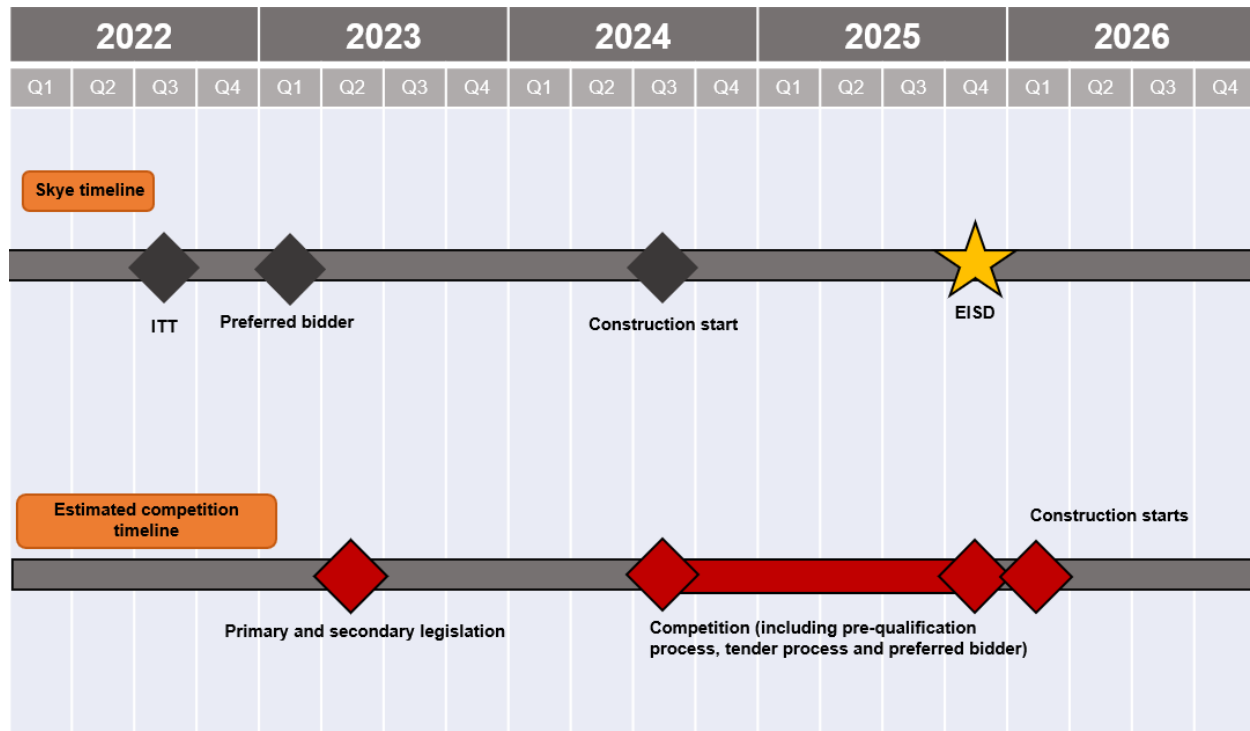 2022 2023 2024 2025 2026
Q1 Q2 Q3 Q4 Q1 Q2 Q3 Q4 Q1 Q2 Q3 Q4 Q1 Q2 Q3 Q4 Q1 Q2 Q3 Q4
Skye timeline
ITT
Preferred bidder
Construction start
EISD
Estimated competition
timeline
Construction starts
Primary and secondary legislation
Competition (including pre-qualification
process, tender process and preferred bidder)